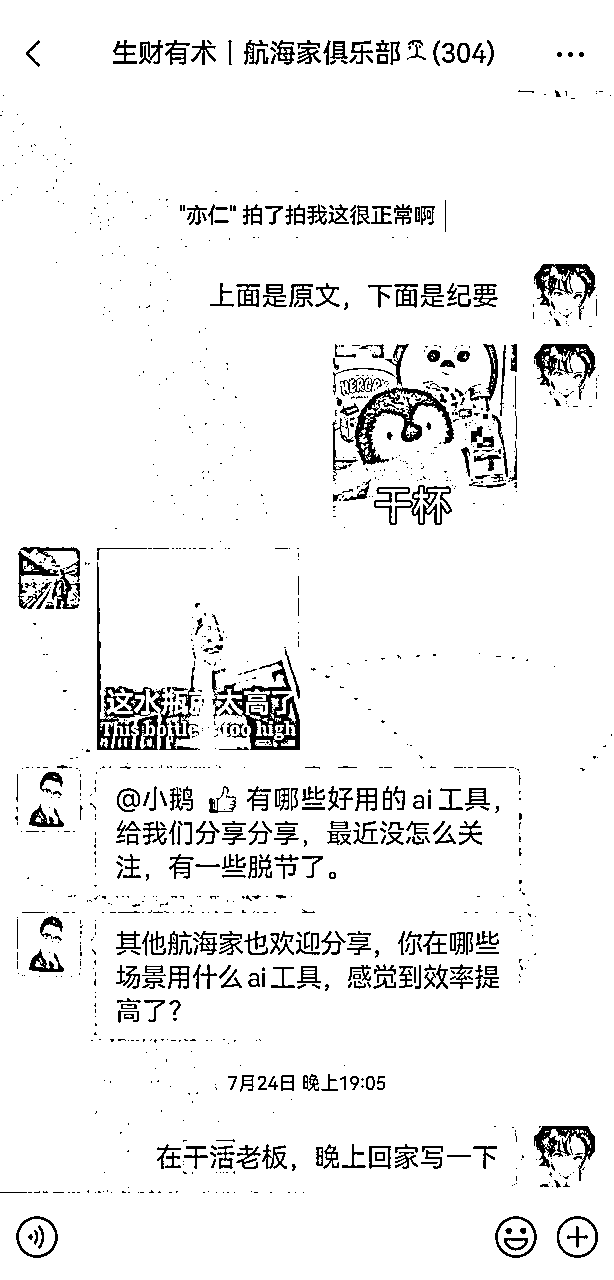 生财有术丨航海家俱乐部(304)
"亦仁" 拍了拍我这很正常啊
上面是原文，下面是纪要
HERO
干杯
这水瓶 太高了
This bottle too high
@小鹅 👍 有哪些好用的ai工具，
给我们分享分享，最近没怎么关
注，有一些脱节了。
其他航海家也欢迎分享，你在哪些
场景用什么ai工具，感觉到效率提
高了？
7月24日 晚上19:05
在干活老板，晚上回家写一下